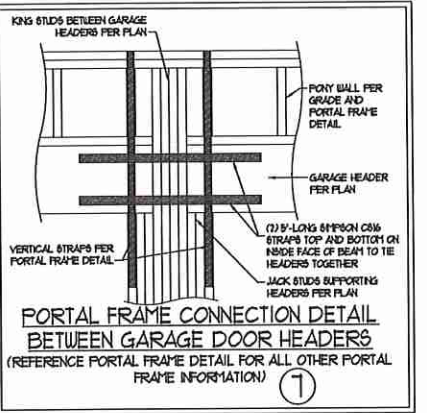 KING STUDS BETWEEN GARAGE
HEADERS PER PLAN
PONY WALL PER
GRADE AND
PORTAL FRAME
DETAIL
GARAGE HEADER
PER PLAN
(2) 5'-LONG SIMPSON CS16
STRAPS TOP AND BOTTOM ON
INSIDE FACE OF BEAM TO TIE
HEADERS TOGETHER
VERTICAL STRAPS PER
PORTAL FRAME DETAIL
JACK STUDS SUPPORTING
HEADERS PER PLAN
PORTAL FRAME CONNECTION DETAIL
BETWEEN GARAGE DOOR HEADERS
(REFERENCE PORTAL FRAME DETAIL FOR ALL OTHER PORTAL
FRAME INFORMATION)
7